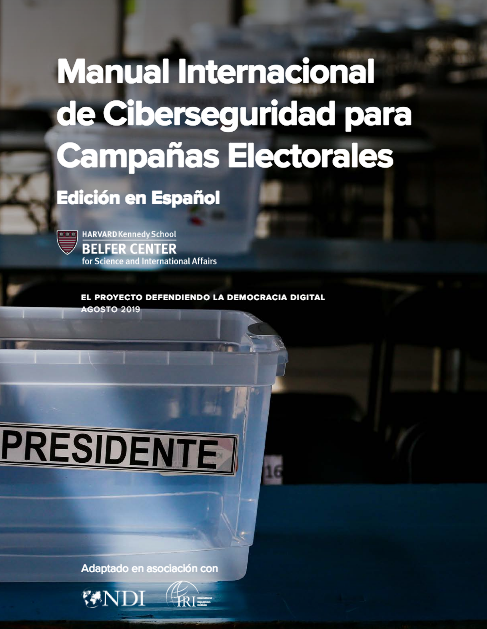 Manual Internacional
de Ciberseguridad para
Campañas Electorales
Edición en Español
HARVARD Kennedy School
BELFER CENTER
for Science and International Affairs
EL PROYECTO DEFENDIENDO LA DEMOCRACIA DIGITAL
AGOSTO 2019
PRESIDENTE
16
Adaptado en asociación con
NDI
IRI